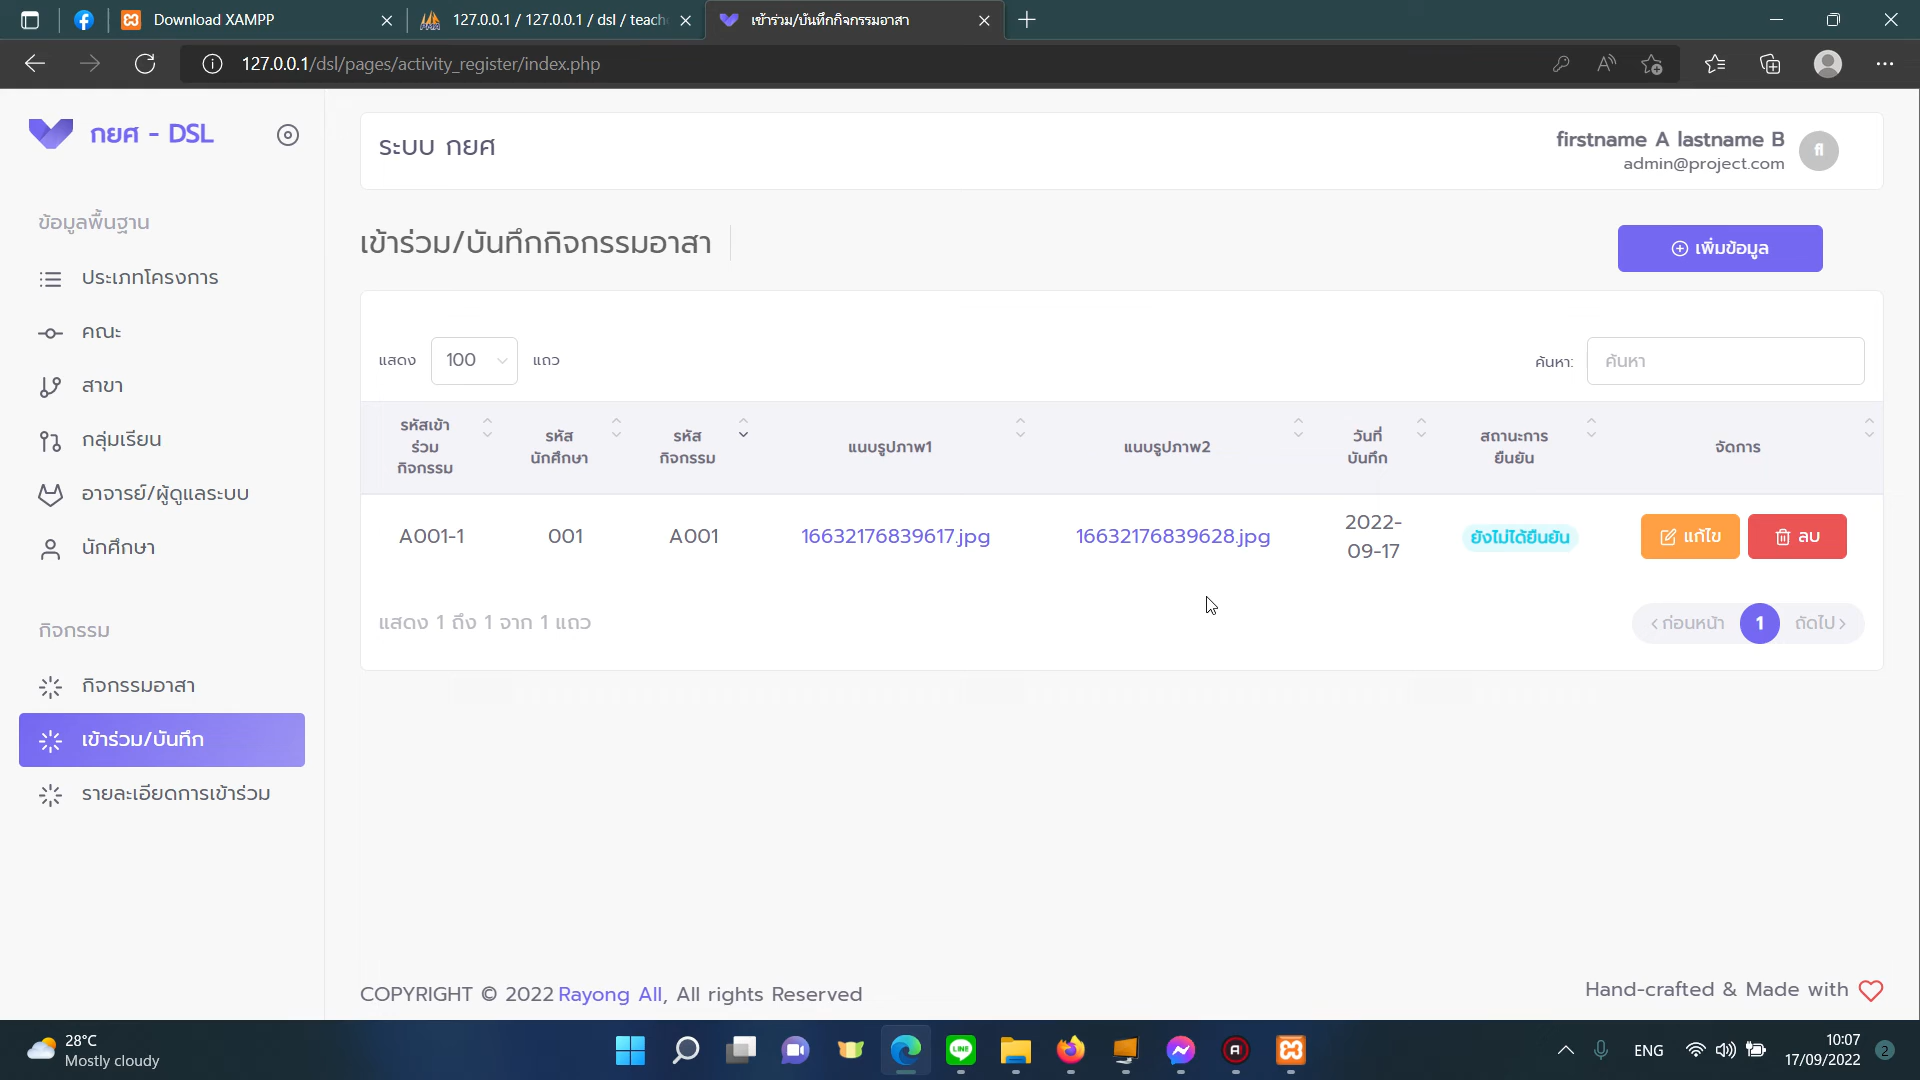 Download XAMPP
127.0.0.1 / 127.0.0.1 / dsl / teach
เข้าร่วม/บันทึกกิจกรรมอาสา
127.0.0.1/dsl/pages/activity_register/index.php
กยศ - DSL
ระบบ กยศ
firstname A lastname B
admin@project.com
fl
ข้อมูลพื้นฐาน
ประเภทโครงการ
คณะ
สาขา
กลุ่มเรียน
อาจารย์/ผู้ดูแลระบบ
นักศึกษา
กิจกรรม
กิจกรรมอาสา
เข้าร่วม/บันทึก
รายละเอียดการเข้าร่วม
เข้าร่วม/บันทึกกิจกรรมอาสา
เพิ่มข้อมูล
แสดง 100 แถว
ค้นหา: ค้นหา
รหัสเข้า
ร่วม
กิจกรรม
รหัส
นักศึกษา
รหัส
กิจกรรม
แนบรูปภาพ1
แนบรูปภาพ2
วันที่
บันทึก
สถานะการ
ยืนยัน
จัดการ
A001-1
001
A001
16632176839617.jpg
16632176839628.jpg
2022-
09-17
ยังไม่ได้ยืนยัน
แก้ไข
ลบ
แสดง 1 ถึง 1 จาก 1 แถว
ก่อนหน้า 1 ถัดไป
COPYRIGHT © 2022 Rayong All, All rights Reserved
Hand-crafted & Made with
28°C
Mostly cloudy
LINE
ENG
10:07
17/09/2022
2